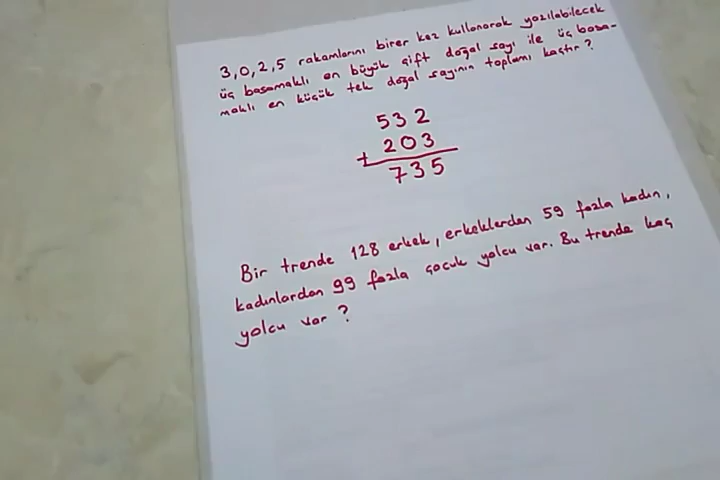 3,0,2,5 rakamlarını birer kez kullanarak yazılabilecek
üç basamaklı en büyük çift doğal sayı ile üç basa-
maklı en küçük tek doğal sayının toplamı kaçtır?
532
+ 203
735
Bir trende 128 erkek, erkeklerden 59 fazla kadın,
kadınlardan 99 fazla çocuk yolcu var. Bu trende kaç
yolcu var?